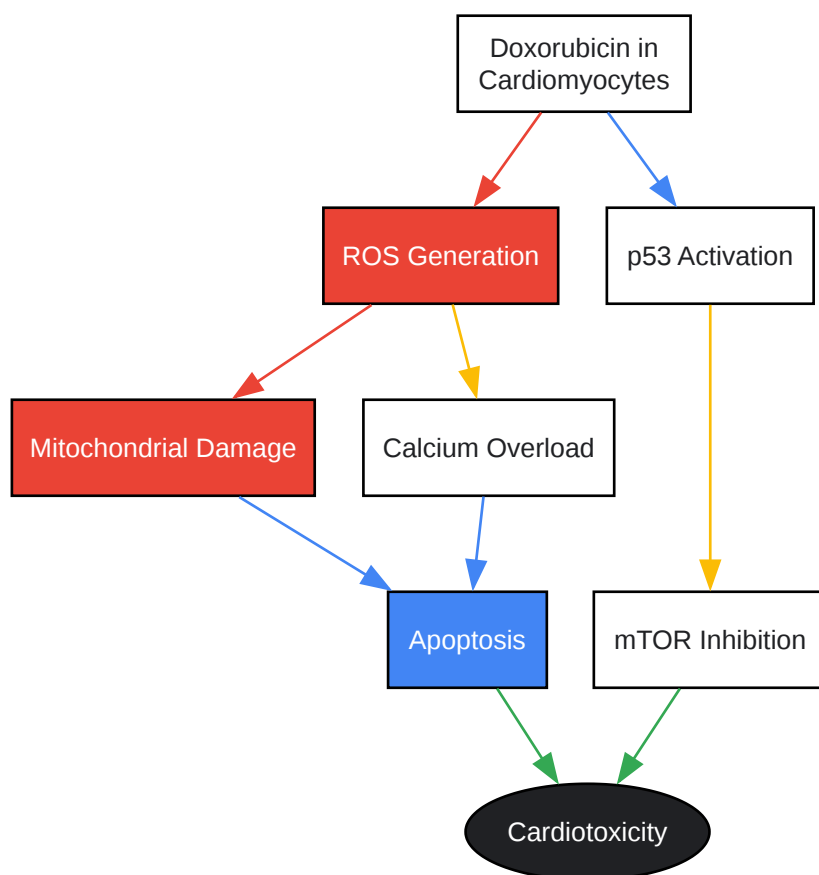 Doxorubicin in
Cardiomyocytes
ROS Generation
p53 Activation
Mitochondrial Damage
Calcium Overload
Apoptosis
mTOR Inhibition
Cardiotoxicity